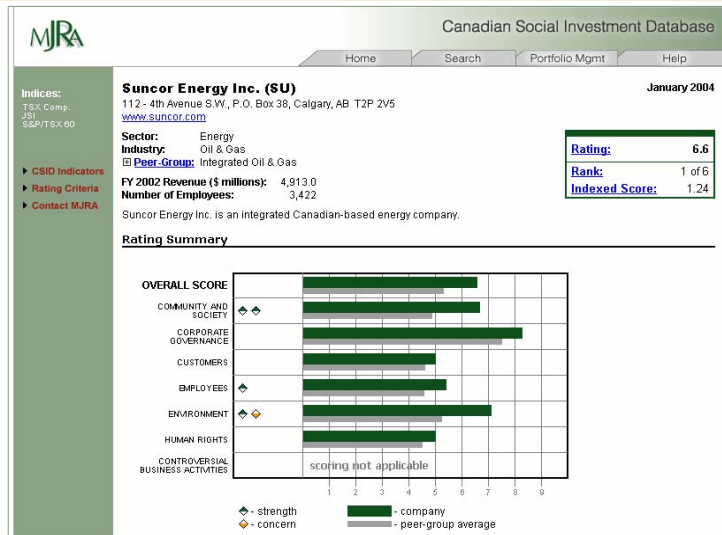 MJRA
Canadian Social Investment Database
Home Search Portfolio Mgmt Help
Indices:
TSX Comp.
JSI
S&P/TSX 60
CSID Indicators
Rating Criteria
Contact MJRA
Suncor Energy Inc. (SU)
January 2004
112 - 4th Avenue S.W., P.O. Box 38, Calgary, AB T2P 2V5
www.suncor.com
Sector: Energy
Industry: Oil & Gas
Peer-Group: Integrated Oil & Gas
FY 2002 Revenue ($ millions): 4,913.0
Number of Employees: 3,422
Rating: 6.6
Rank: 1 of 6
Indexed Score: 1.24
Suncor Energy Inc. is an integrated Canadian-based energy company.
Rating Summary
OVERALL SCORE
COMMUNITY AND
SOCIETY
CORPORATE
GOVERNANCE
CUSTOMERS
EMPLOYEES
ENVIRONMENT
HUMAN RIGHTS
CONTROVERSIAL
BUSINESS ACTIVITIES
scoring not applicable
1 2 3 4 5 6 7 8 9
- strength - company
- concern - peer-group average